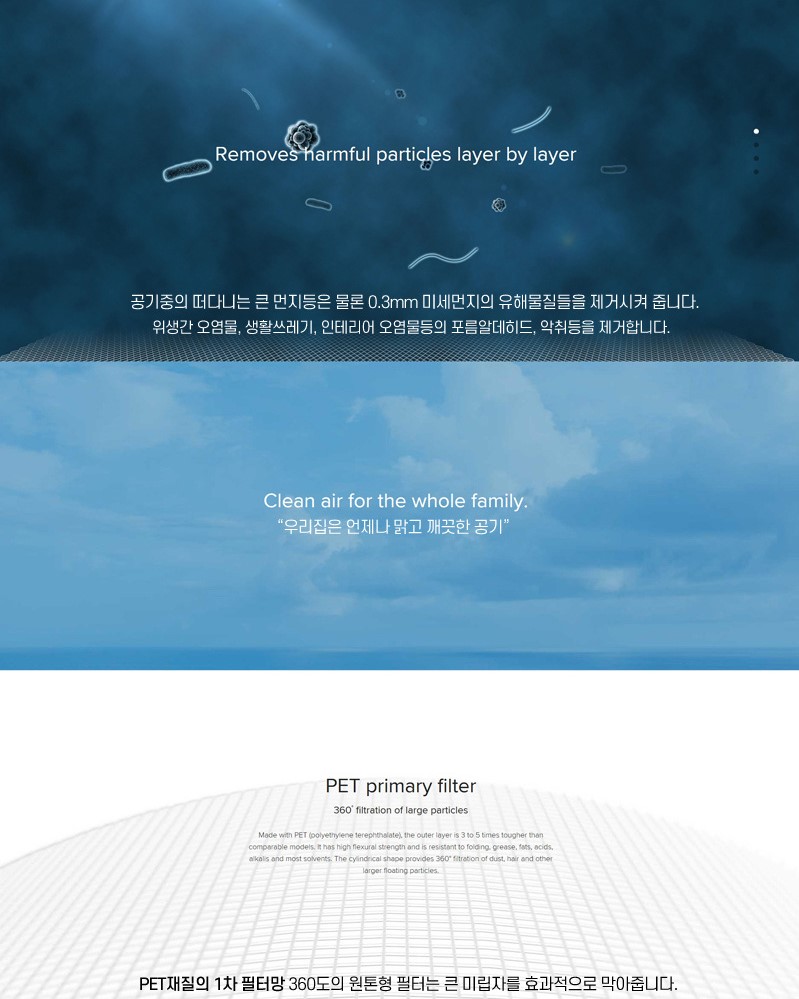 Removes harmful particles layer by layer
공기중의 떠다니는 큰 먼지등은 물론 0.3mm 미세먼지의 유해물질들을 제거시켜 줍니다.
위생간 오염물, 생활쓰레기, 인테리어 오염물등의 포름알데히드, 악취등을 제거합니다.
Clean air for the whole family.
“우리집은 언제나 맑고 깨끗한 공기”
PET primary filter
360° filtration of large particles
Made with PET (polyethylene terephthalate), the outer layer is 3 to 5 times tougher than
comparable models. It has high flexural strength and is resistant to folding, grease, fats, acids,
alkalis and most solvents. The cylindrical shape provides 360° filtration of dust, hair and other
larger floating particles.
PET재질의 1차 필터망 360도의 원톤형 필터는 큰 미립자를 효과적으로 막아줍니다.